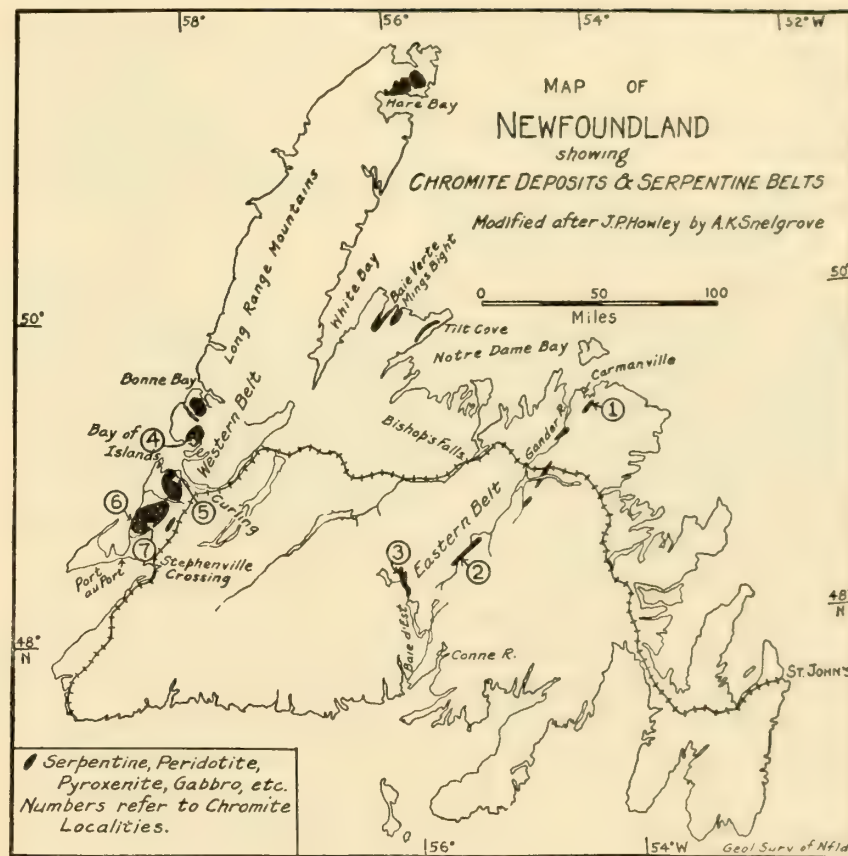 58°
56°
54°
52° W
MAP OF
NEWFOUNDLAND
showing
CHROMITE DEPOSITS & SERPENTINE BELTS
Modified after J.P.Howley by A.K.Snelgrove
0 50 100
Miles
50°
50°
Hare Bay
Long Range Mountains
White Bay
Baie Verte
Mings Bight
Tilt Cove
Notre Dame Bay
Carmanville
①
Bonne Bay
Western Belt
④
Bay of
Islands
Bishop's Falls
Gander R.
⑥
⑤
Curling
⑦
Port
au Port
Stephenville
Crossing
③
Eastern Belt
②
48°
N
48°
N
Baie d'Est
Conne R.
ST. JOHN'S
Serpentine, Peridotite,
Pyroxenite, Gabbro, etc.
Numbers refer to Chromite
Localities.
56°
54° W
Geol Surv of Nfld